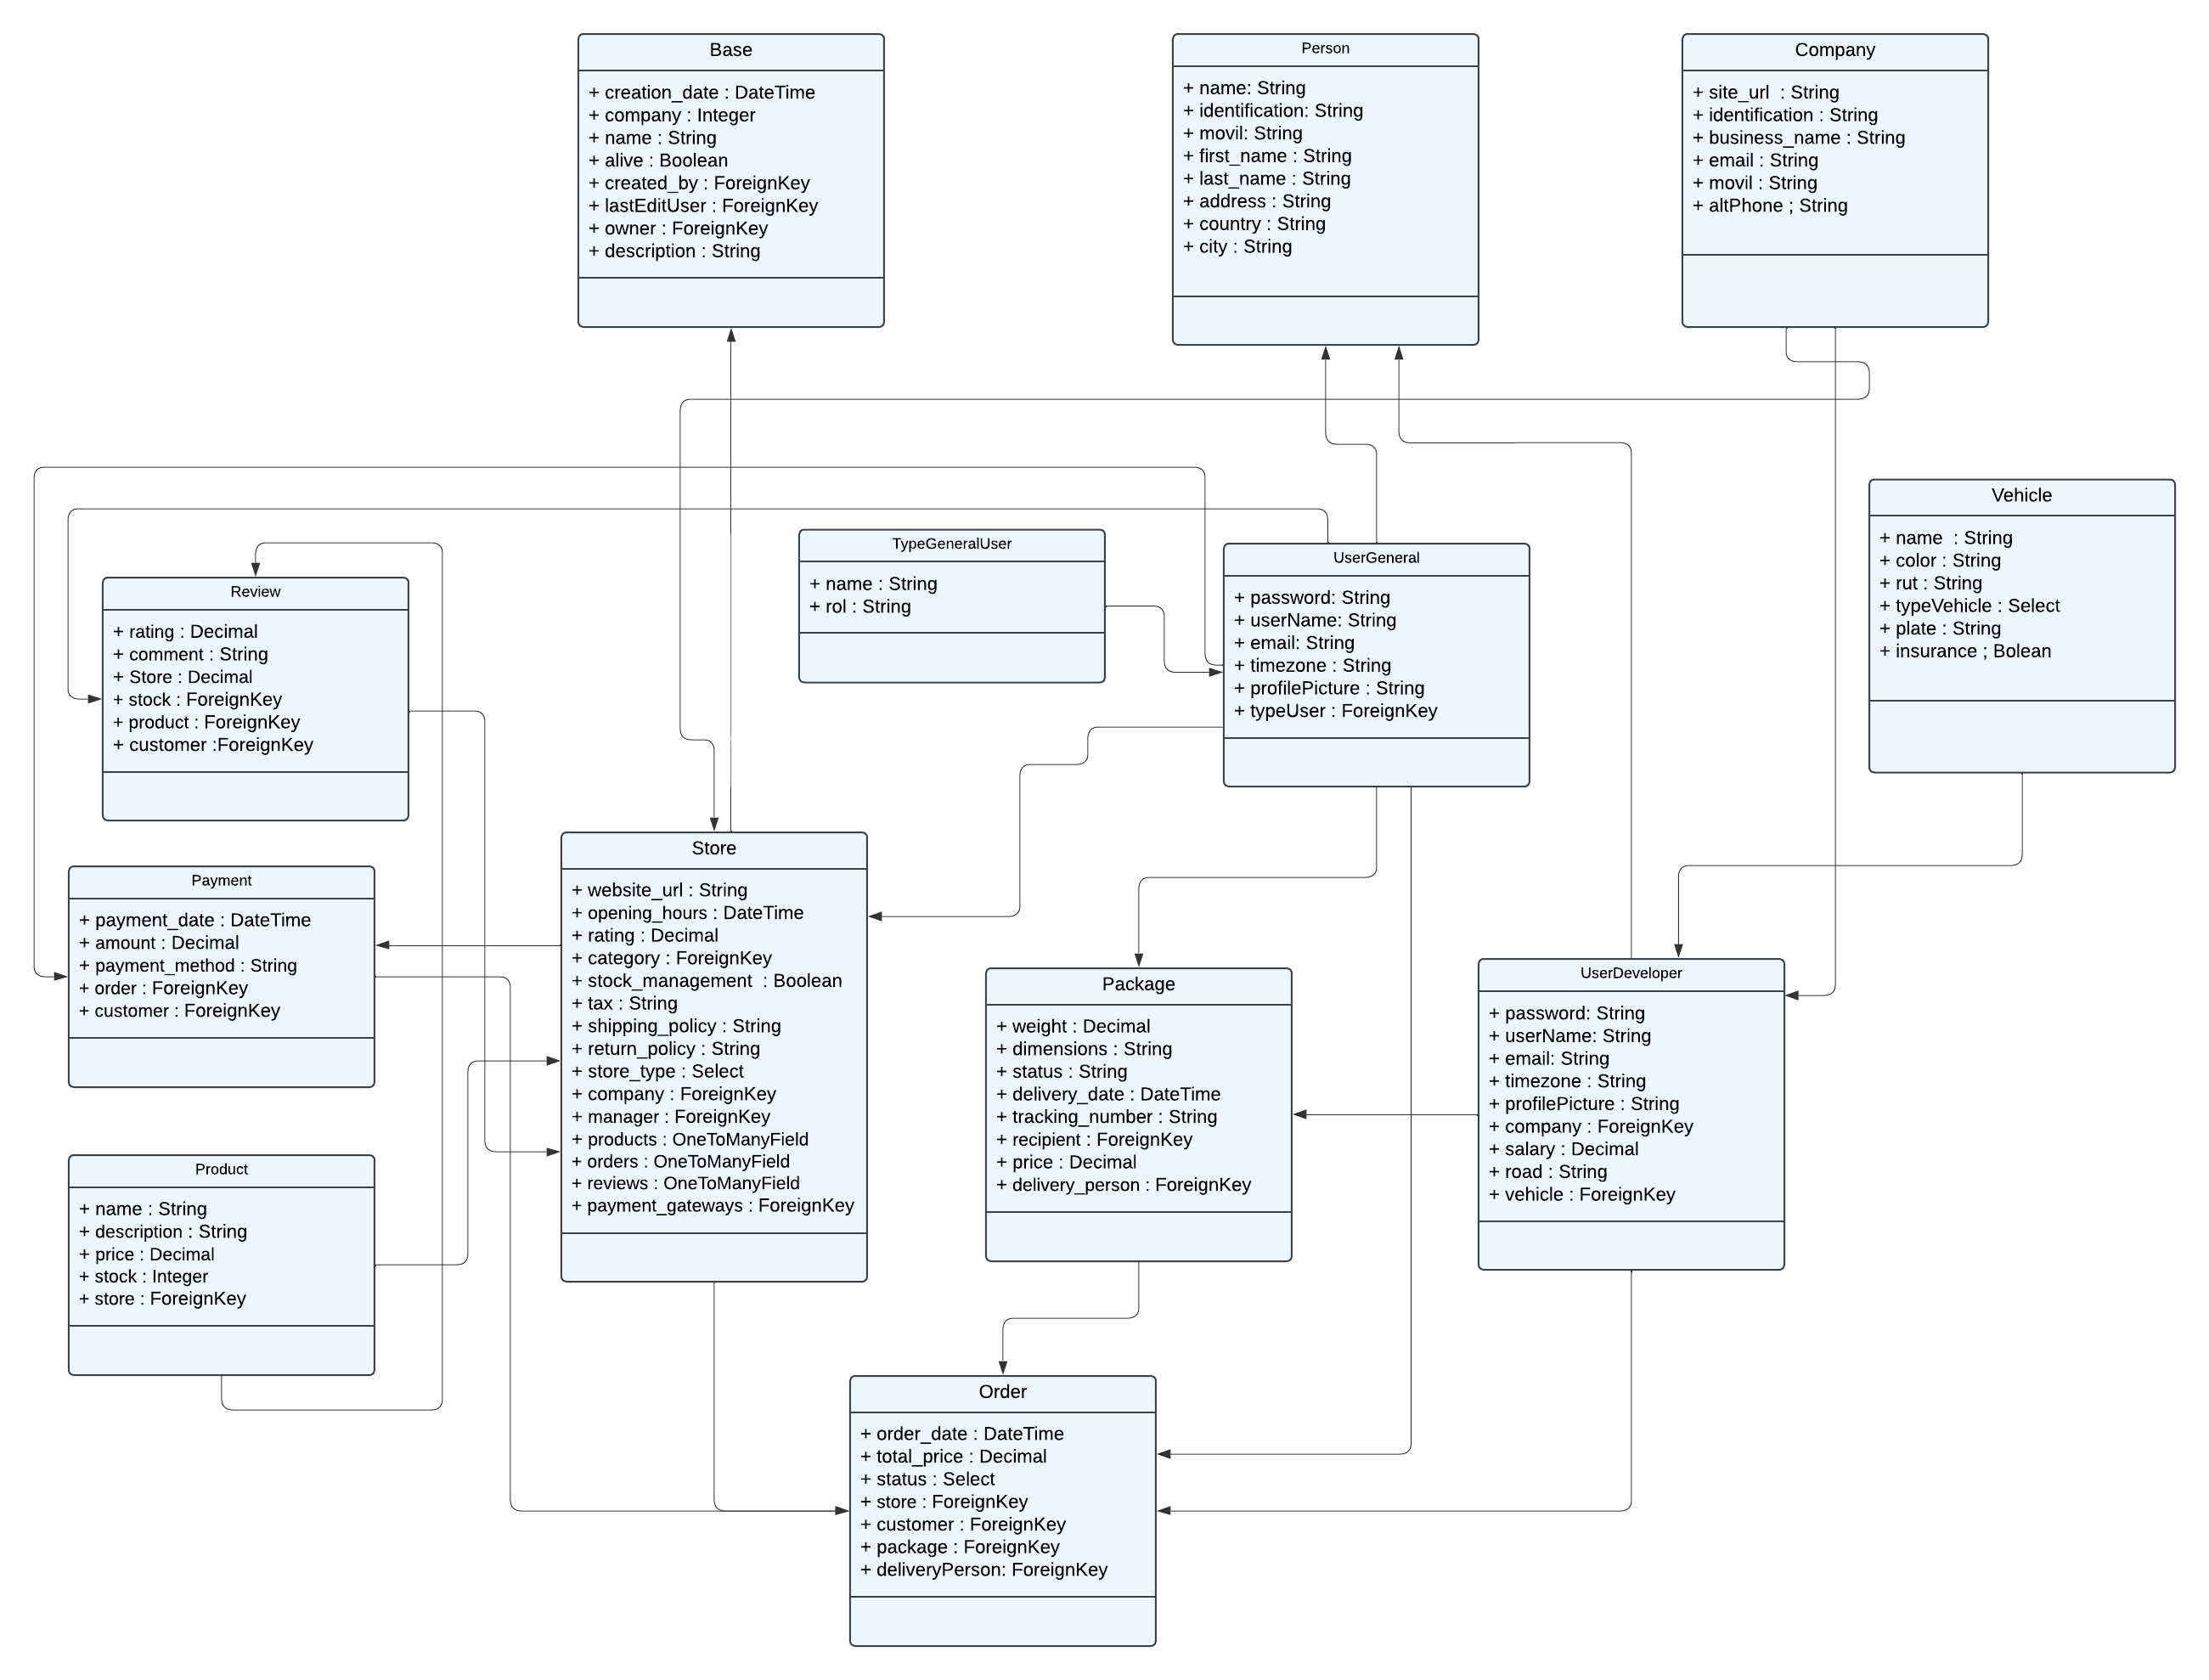 Base
+ creation_date : DateTime
+ company : Integer
+ name : String
+ alive : Boolean
+ created_by : ForeignKey
+ lastEditUser : ForeignKey
+ owner : ForeignKey
+ description : String
Person
+ name: String
+ identification: String
+ movil: String
+ first_name : String
+ last_name : String
+ address : String
+ country : String
+ city : String
Company
+ site_url  : String
+ identification : String
+ business_name : String
+ email : String
+ movil : String
+ altPhone ; String
Vehicle
+ name  : String
+ color : String
+ rut : String
+ typeVehicle : Select
+ plate : String
+ insurance ; Bolean
TypeGeneralUser
+ name : String
+ rol : String
UserGeneral
+ password: String
+ userName: String
+ email: String
+ timezone : String
+ profilePicture : String
+ typeUser : ForeignKey
Review
+ rating : Decimal
+ comment : String
+ Store : Decimal
+ stock : ForeignKey
+ product : ForeignKey
+ customer :ForeignKey
Payment
+ payment_date : DateTime
+ amount : Decimal
+ payment_method : String
+ order : ForeignKey
+ customer : ForeignKey
Store
+ website_url : String
+ opening_hours : DateTime
+ rating : Decimal
+ category : ForeignKey
+ stock_management  : Boolean
+ tax : String
+ shipping_policy : String
+ return_policy : String
+ store_type : Select
+ company : ForeignKey
+ manager : ForeignKey
+ products : OneToManyField
+ orders : OneToManyField
+ reviews : OneToManyField
+ payment_gateways : ForeignKey
Package
+ weight : Decimal
+ dimensions : String
+ status : String
+ delivery_date : DateTime
+ tracking_number : String
+ recipient : ForeignKey
+ price : Decimal
+ delivery_person : ForeignKey
UserDeveloper
+ password: String
+ userName: String
+ email: String
+ timezone : String
+ profilePicture : String
+ company : ForeignKey
+ salary : Decimal
+ road : String
+ vehicle : ForeignKey
Product
+ name : String
+ description : String
+ price : Decimal
+ stock : Integer
+ store : ForeignKey
Order
+ order_date : DateTime
+ total_price : Decimal
+ status : Select
+ store : ForeignKey
+ customer : ForeignKey
+ package : ForeignKey
+ deliveryPerson: ForeignKey